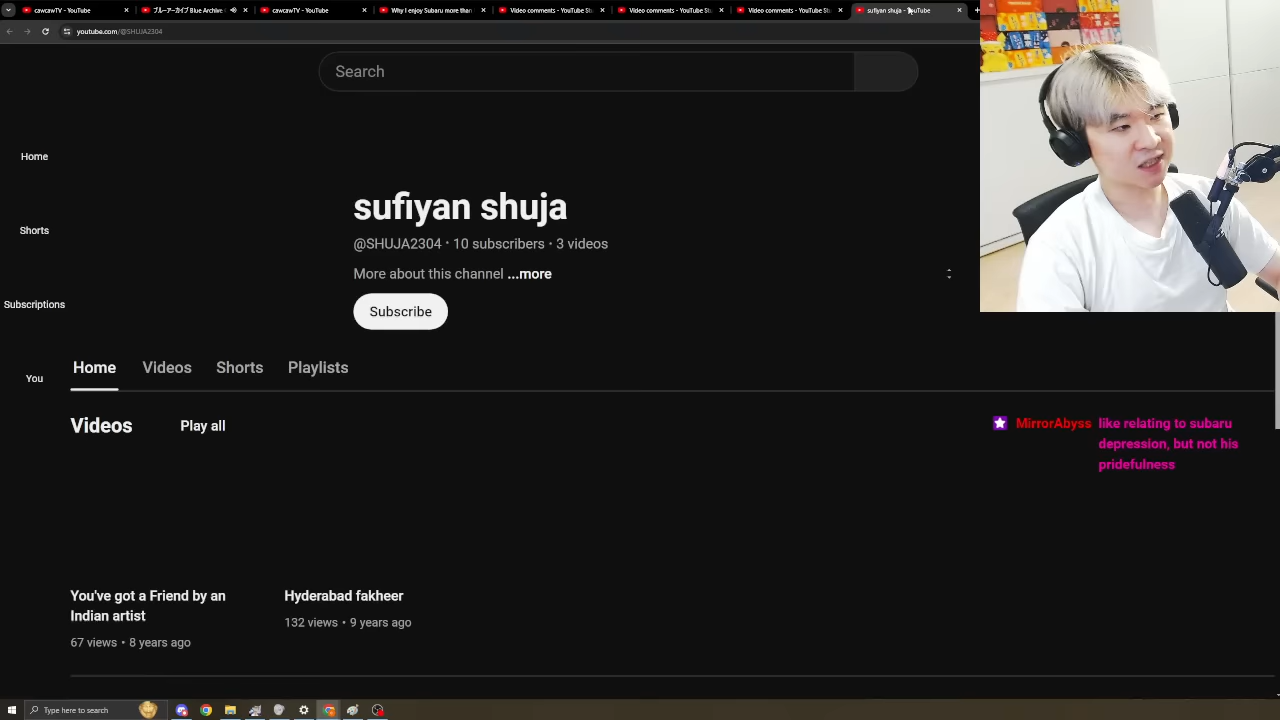 cawcawTV - YouTube
ブルーアーカイブ Blue Archive
cawcawTV - YouTube
Why I enjoy Subaru more than
Video comments - YouTube St
Video comments - YouTube St
Video comments - YouTube St
sufiyan shuja - YouTube
youtube.com/@SHUJA2304
Search
Home
Shorts
Subscriptions
You
sufiyan shuja
@SHUJA2304 · 10 subscribers · 3 videos
More about this channel ...more
Subscribe
Home Videos Shorts Playlists
Videos Play all
MirrorAbyss like relating to subaru
depression, but not his
pridefulness
You've got a Friend by an
Indian artist
67 views • 8 years ago
Hyderabad fakheer
132 views • 9 years ago
Type here to search